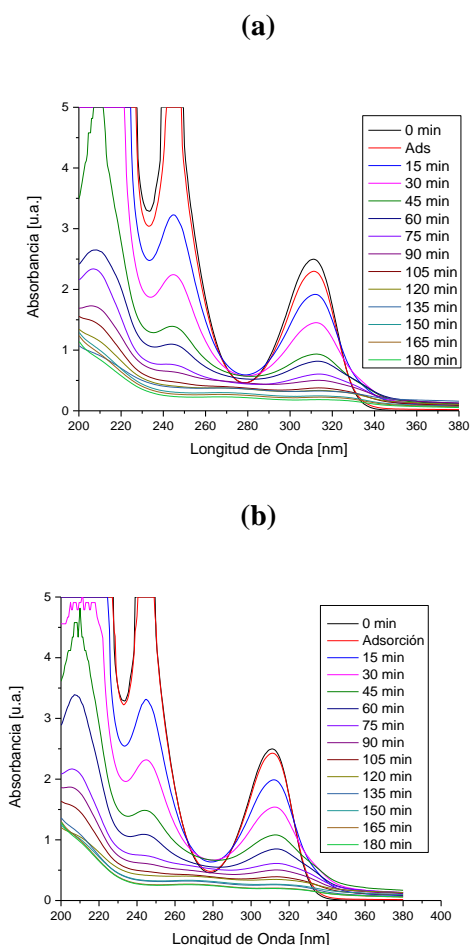 (a)
5
4
3
2
1
0
Absorbancia [u.a.]
200 220 240 260 280 300 320 340 360 380
Longitud de Onda [nm]
0 min
Ads
15 min
30 min
45 min
60 min
75 min
90 min
105 min
120 min
135 min
150 min
165 min
180 min
(b)
5
4
3
2
1
0
Absorbancia [u.a.]
200 220 240 260 280 300 320 340 360 380 400
Longitud de Onda [nm]
0 min
Adsorción
15 min
30 min
45 min
60 min
75 min
90 min
105 min
120 min
135 min
150 min
165 min
180 min